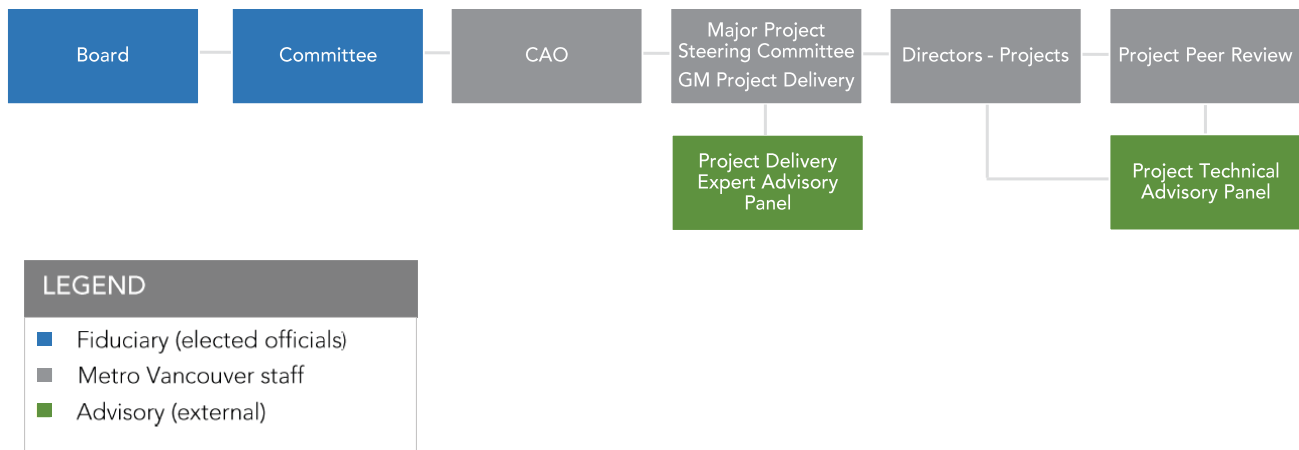 Board
Committee
CAO
Major Project
Steering Committee
GM Project Delivery
Directors - Projects
Project Peer Review
Project Delivery
Expert Advisory
Panel
Project Technical
Advisory Panel
LEGEND
Fiduciary (elected officials)
Metro Vancouver staff
Advisory (external)